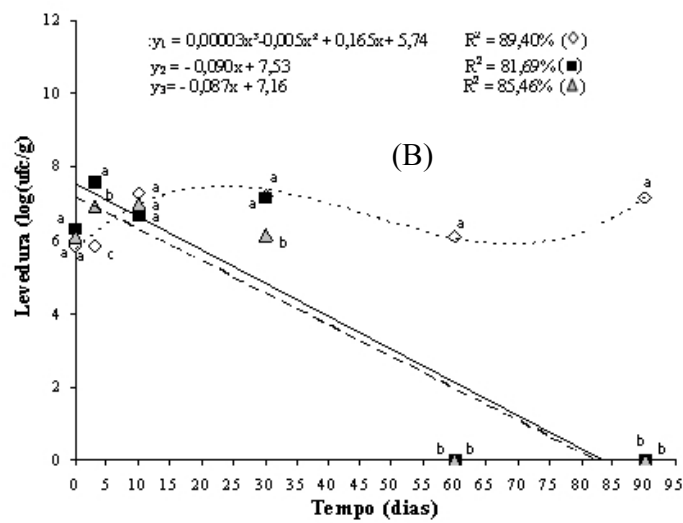 12
:y₁ = 0,00003x³-0,005x² + 0,165x+ 5,74 R² = 89,40% (◇)
y₂ = - 0,090x + 7,53 R² = 81,69% (■)
y₃= - 0,087x + 7,16 R² = 85,46% (▲)
10
(B)
8
a a a a
a b a a
a a b a
6
a a c
4
2
b b b b
0
0 5 10 15 20 25 30 35 40 45 50 55 60 65 70 75 80 85 90 95
Levedura (log(ufc/g)
Tempo (dias)